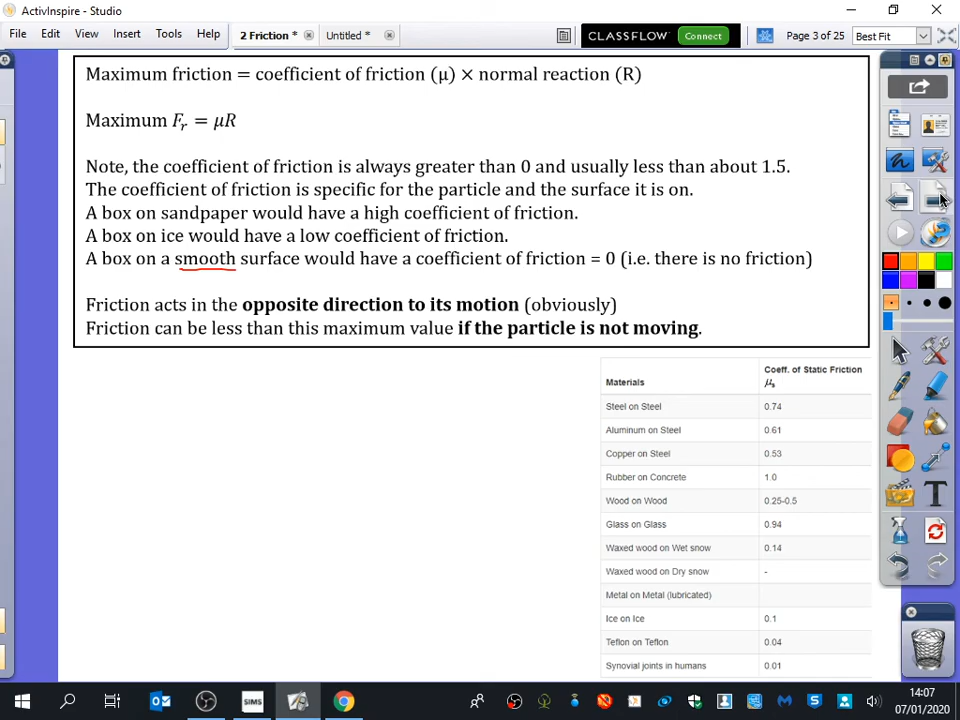 ActivInspire - Studio
File Edit View Insert Tools Help
2 Friction *
Untitled *
CLASSFLOW Connect
Page 3 of 25
Best Fit
Maximum friction = coefficient of friction (μ) × normal reaction (R)
Maximum Fᵣ = μR
Note, the coefficient of friction is always greater than 0 and usually less than about 1.5.
The coefficient of friction is specific for the particle and the surface it is on.
A box on sandpaper would have a high coefficient of friction.
A box on ice would have a low coefficient of friction.
A box on a smooth surface would have a coefficient of friction = 0 (i.e. there is no friction)
Friction acts in the opposite direction to its motion (obviously)
Friction can be less than this maximum value if the particle is not moving.
Materials Coeff. of Static Friction μₛ
Steel on Steel 0.74
Aluminum on Steel 0.61
Copper on Steel 0.53
Rubber on Concrete 1.0
Wood on Wood 0.25-0.5
Glass on Glass 0.94
Waxed wood on Wet snow 0.14
Waxed wood on Dry snow -
Metal on Metal (lubricated)
Ice on Ice 0.1
Teflon on Teflon 0.04
Synovial joints in humans 0.01
SIMS
14:07
07/01/2020